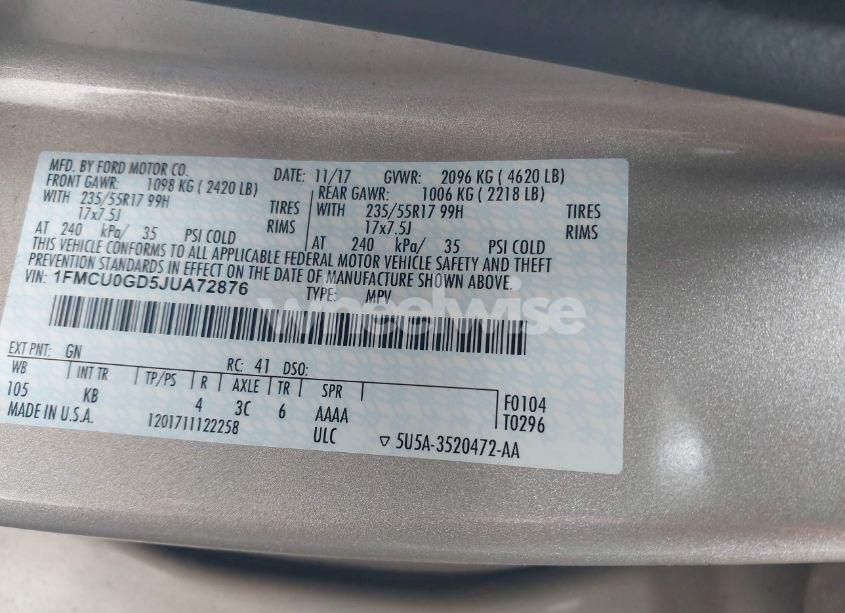 MFD. BY FORD MOTOR CO. DATE: 11/17 GVWR: 2096 KG ( 4620 LB)
FRONT GAWR: 1098 KG ( 2420 LB) REAR GAWR: 1006 KG ( 2218 LB)
WITH 235/55R17 99H TIRES WITH 235/55R17 99H TIRES
17x7.5J RIMS 17x7.5J RIMS
AT 240 kPa/ 35 PSI COLD AT 240 kPa/ 35 PSI COLD
THIS VEHICLE CONFORMS TO ALL APPLICABLE FEDERAL MOTOR VEHICLE SAFETY AND THEFT
PREVENTION STANDARDS IN EFFECT ON THE DATE OF MANUFACTURE SHOWN ABOVE.
VIN: 1FMCU0GD5JUA72876 TYPE: MPV
wheelwise
EXT PNT: GN RC: 41 DSO:
WB INT TR TP/PS R AXLE TR SPR
105 KB 4 3C 6 AAAA F0104
MADE IN U.S.A. 1201711122258 ULC T0296
5U5A-3520472-AA